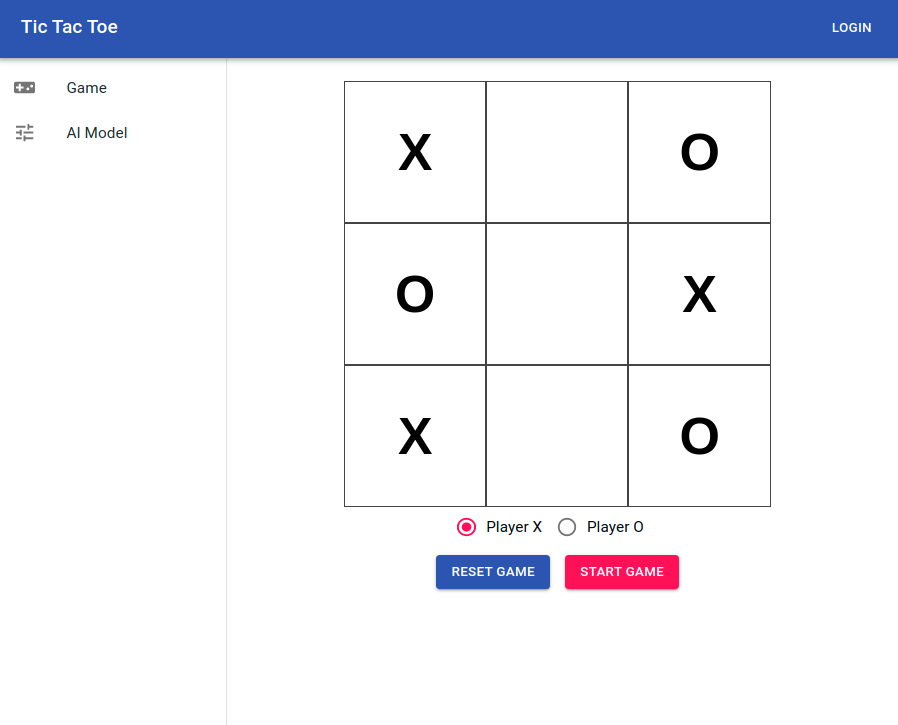 Tic Tac Toe LOGIN
Game
AI Model
X O
O X
X O
Player X Player O
RESET GAME START GAME